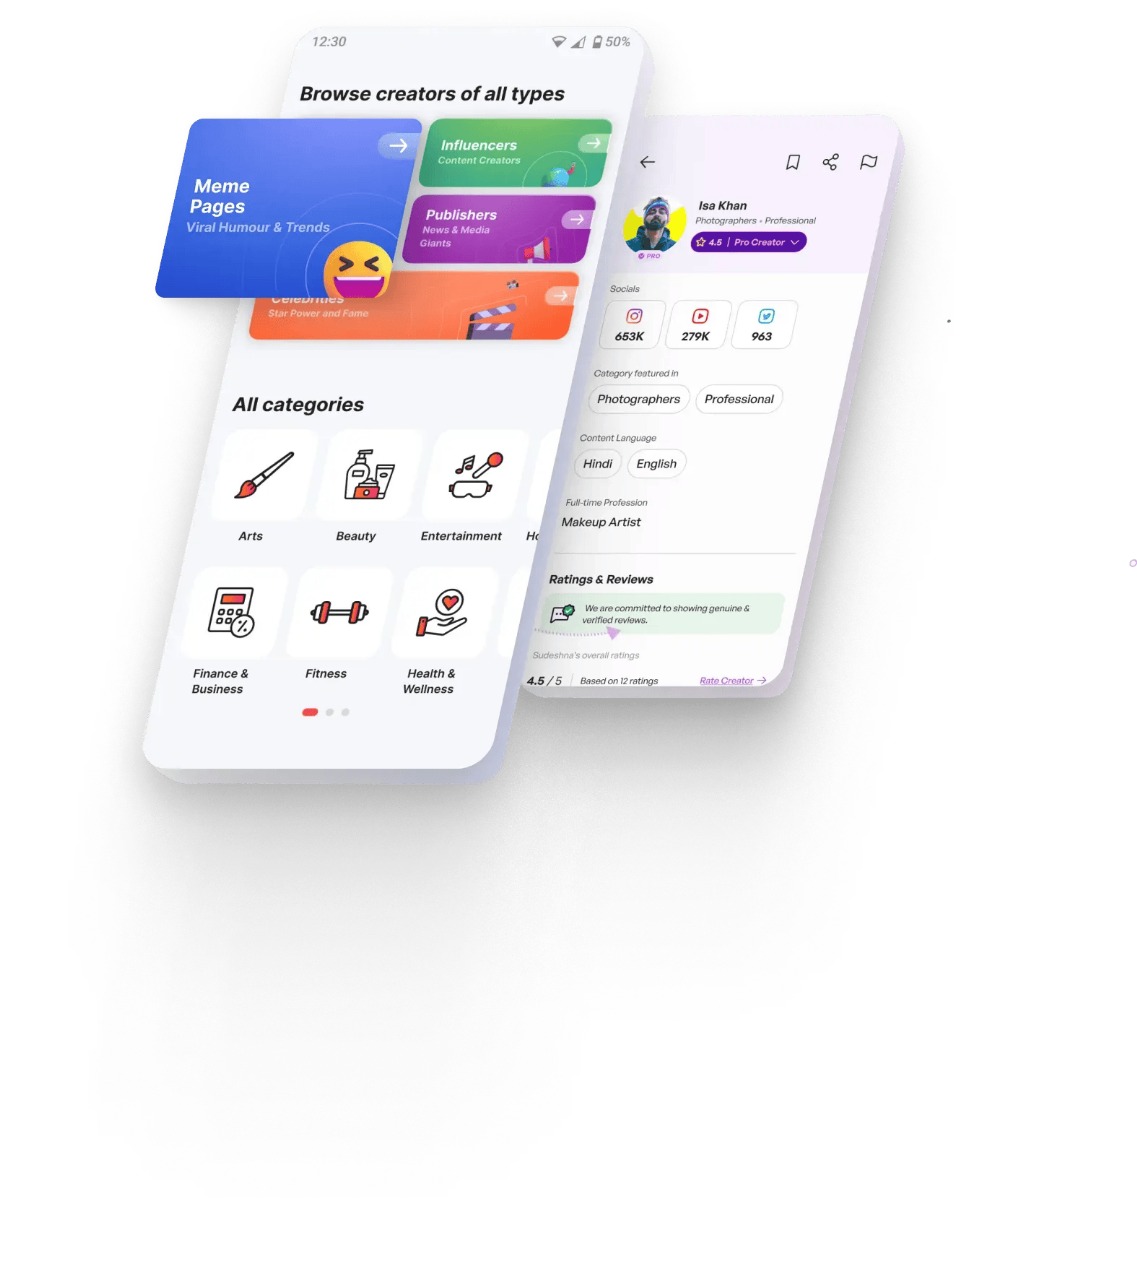 12:30
50%
Browse creators of all types
Meme
Pages
Viral Humour & Trends
Influencers
Content Creators
Publishers
News & Media
Giants
Celebrities
Star Power and Fame
All categories
Arts
Beauty
Entertainment
Finance &
Business
Fitness
Health &
Wellness
Isa Khan
Photographers • Professional
4.5 | Pro Creator
PRO
Socials
653K
279K
963
Category featured in
Photographers
Professional
Content Language
Hindi
English
Full-time Profession
Makeup Artist
Ratings & Reviews
We are committed to showing genuine &
verified reviews.
Sudeshna's overall ratings
4.5 / 5
Based on 12 ratings
Rate Creator